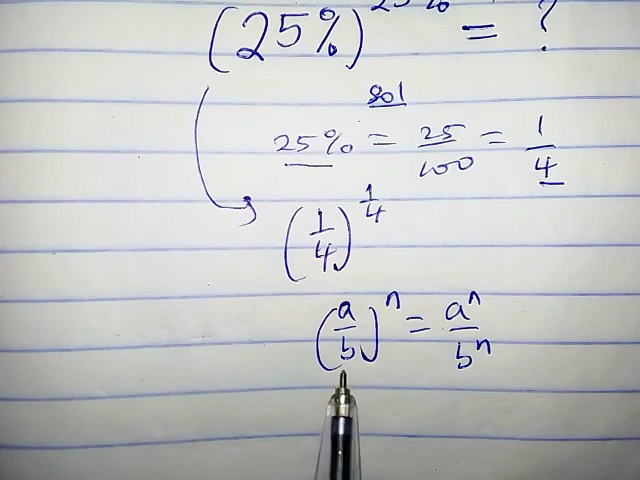 (25%)^25% = ?
sol
25% = 25/100 = 1/4
(1/4)^1/4
(a/b)^n = a^n/b^n